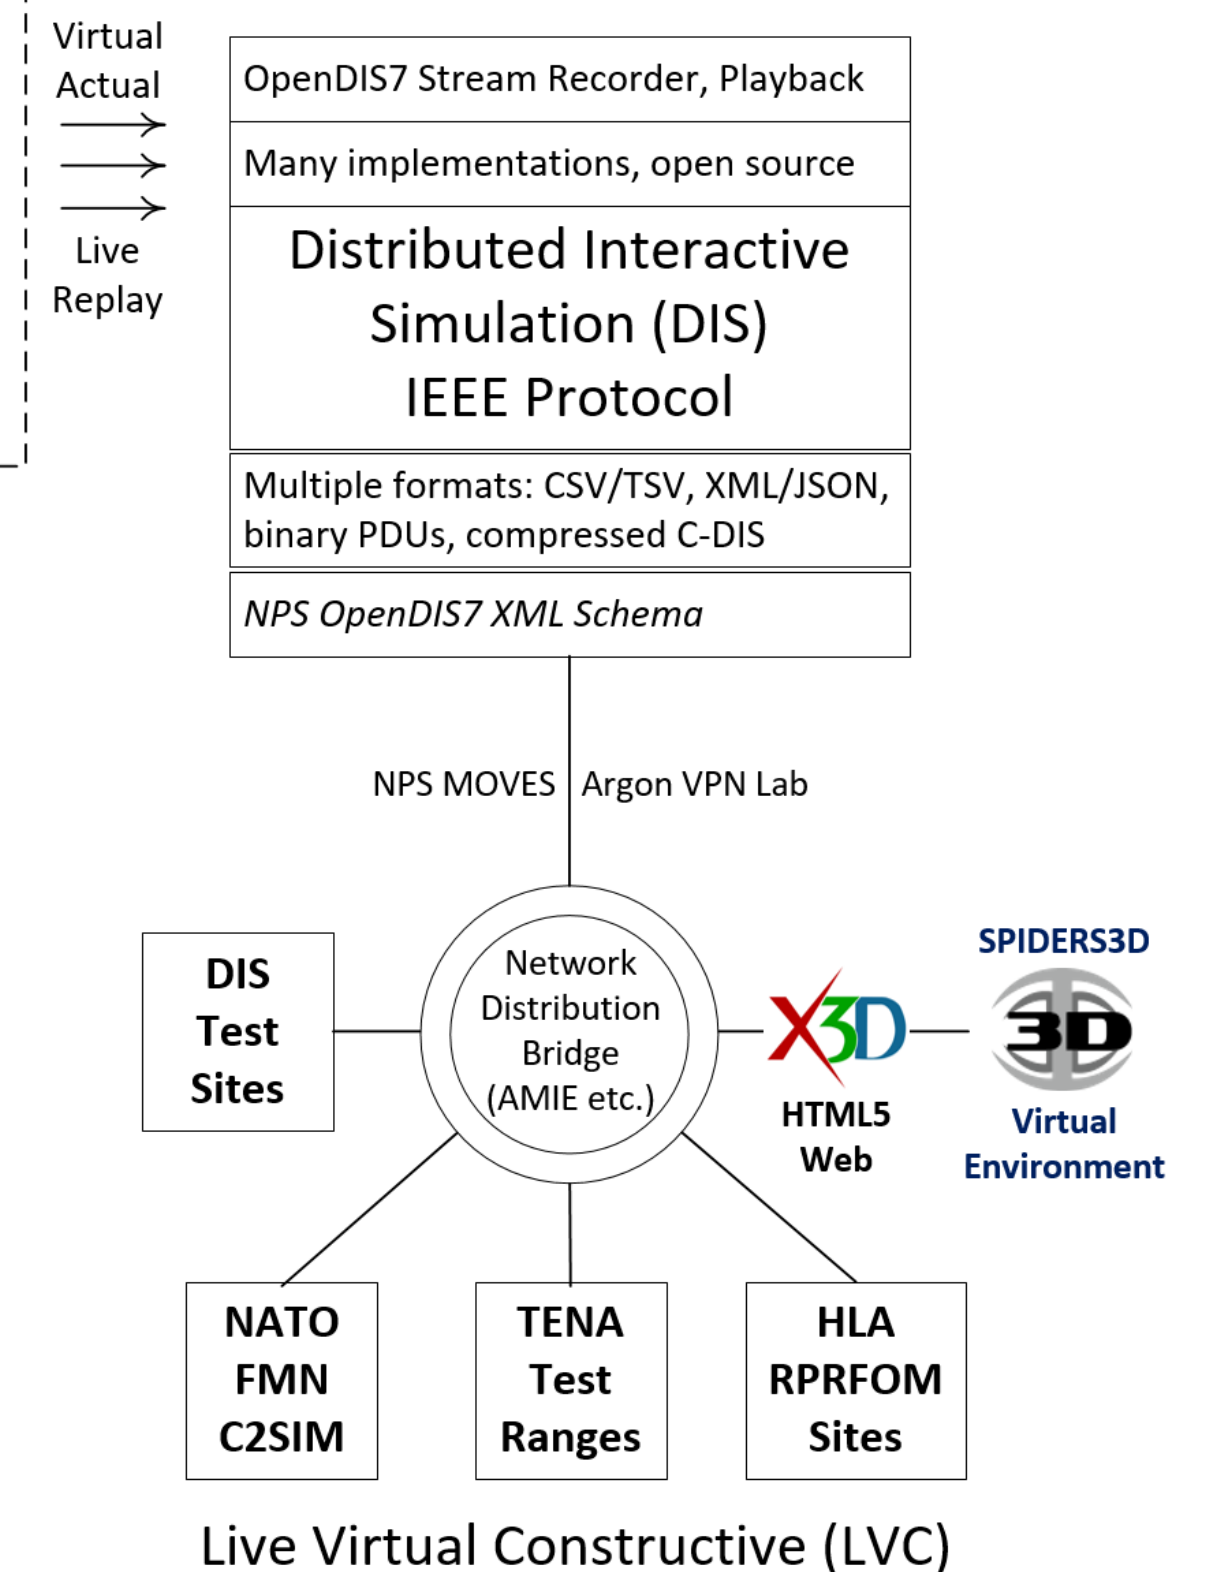 Virtual
Actual
Live
Replay
OpenDIS7 Stream Recorder, Playback
Many implementations, open source
Distributed Interactive
Simulation (DIS)
IEEE Protocol
Multiple formats: CSV/TSV, XML/JSON,
binary PDUs, compressed C-DIS
NPS OpenDIS7 XML Schema
NPS MOVES
Argon VPN Lab
DIS
Test
Sites
Network
Distribution
Bridge
(AMIE etc.)
X3D
HTML5
Web
SPIDERS3D
3D
Virtual
Environment
NATO
FMN
C2SIM
TENA
Test
Ranges
HLA
RPRFOM
Sites
Live Virtual Constructive (LVC)